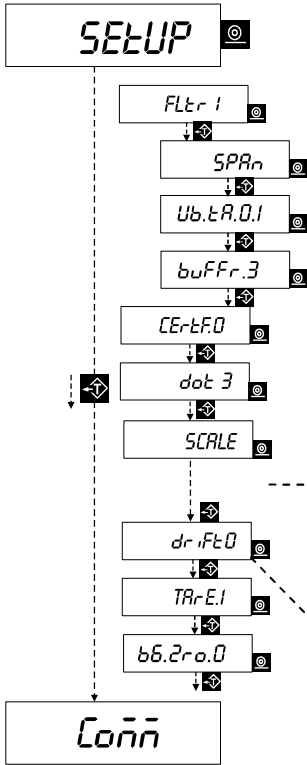 SEtUP
FLtr 1
SPAn
Ub.tA.0.1
buFFr.3
CErtF.0
dot 3
SCALE
driFt0
TArE.1
bG.2ro.0
Conn